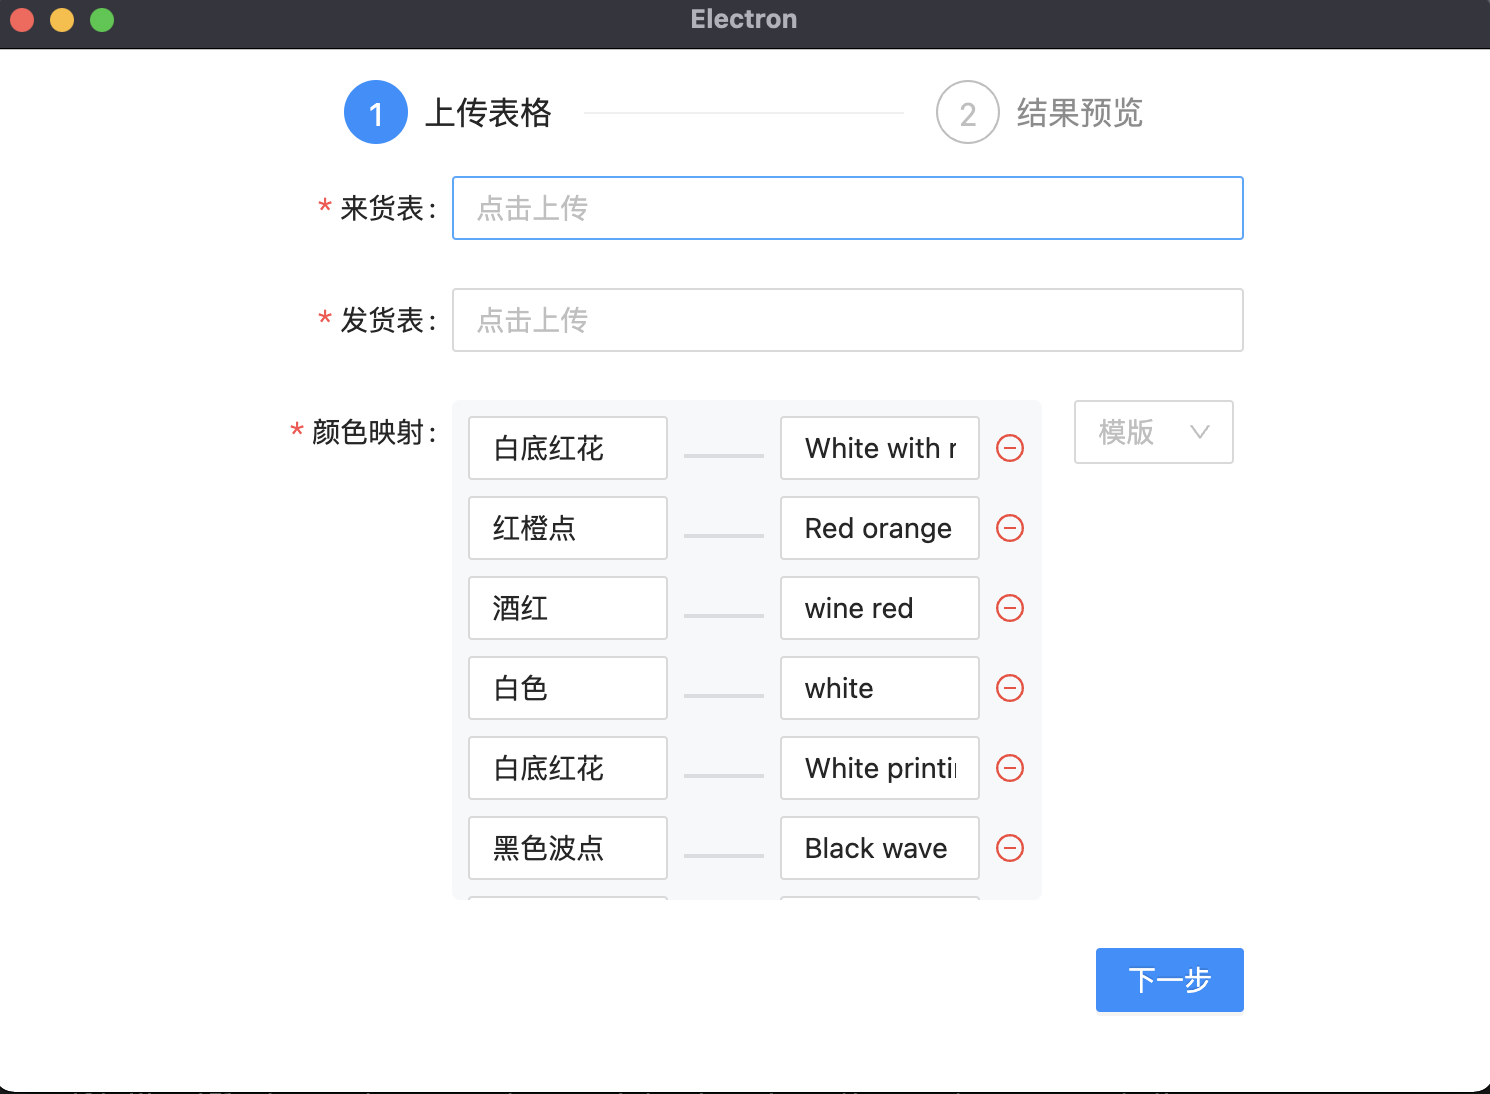 Electron
1 上传表格 2 结果预览
* 来货表: 点击上传
* 发货表: 点击上传
* 颜色映射: 白底红花 White with 模版
红橙点 Red orange
酒红 wine red
白色 white
白底红花 White
黑色波点 Black wave
下一步